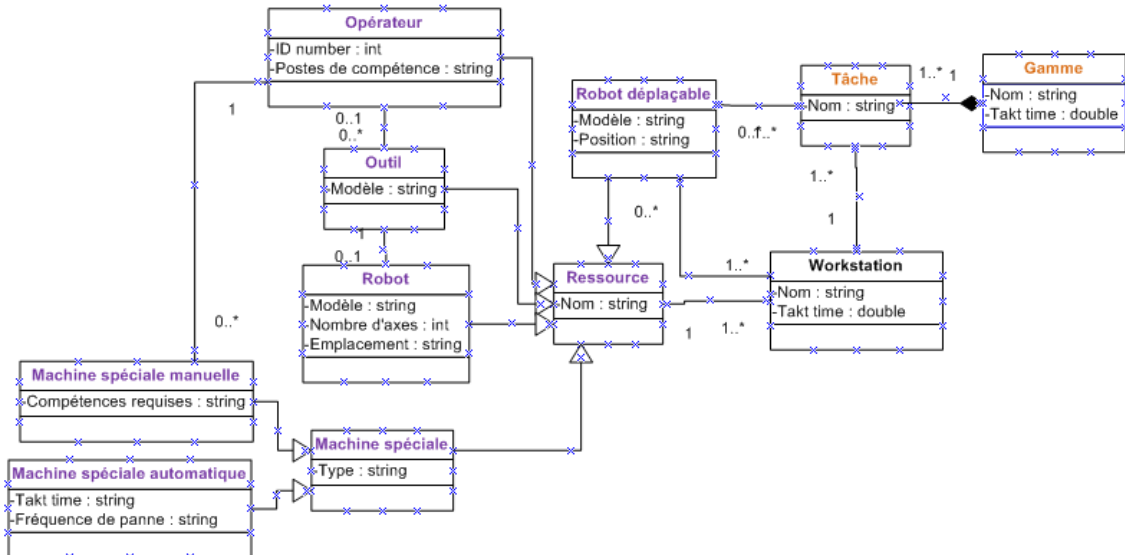 Opérateur
-ID number : int
-Postes de compétence : string
1
0..1
0..*
Outil
-Modèle : string
1
0..1
Robot
-Modèle : string
-Nombre d'axes : int
-Emplacement : string
0..*
Machine spéciale manuelle
-Compétences requises : string
Machine spéciale automatique
-Takt time : string
-Fréquence de panne : string
Machine spéciale
-Type : string
Robot déplaçable
-Modèle : string
-Position : string
0..*
Ressource
-Nom : string
1
1..*
1..*
Tâche
-Nom : string
1..*
1
1..*
1
Gamme
-Nom : string
-Takt time : double
Workstation
-Nom : string
-Takt time : double